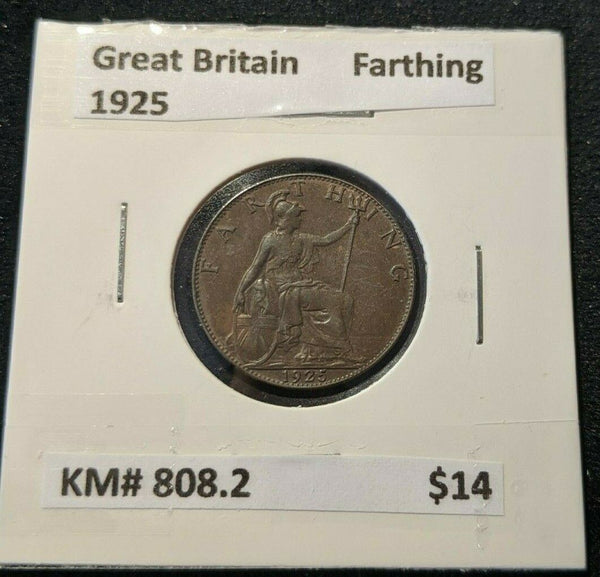 Great Britain Farthing
1925
FARTHING
1925
KM# 808.2 $14